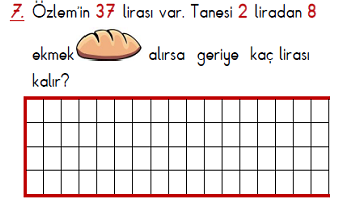 7. Özlem'in 37 lirası var. Tanesi 2 liradan 8
ekmek alırsa geriye kaç lirası
kalır?